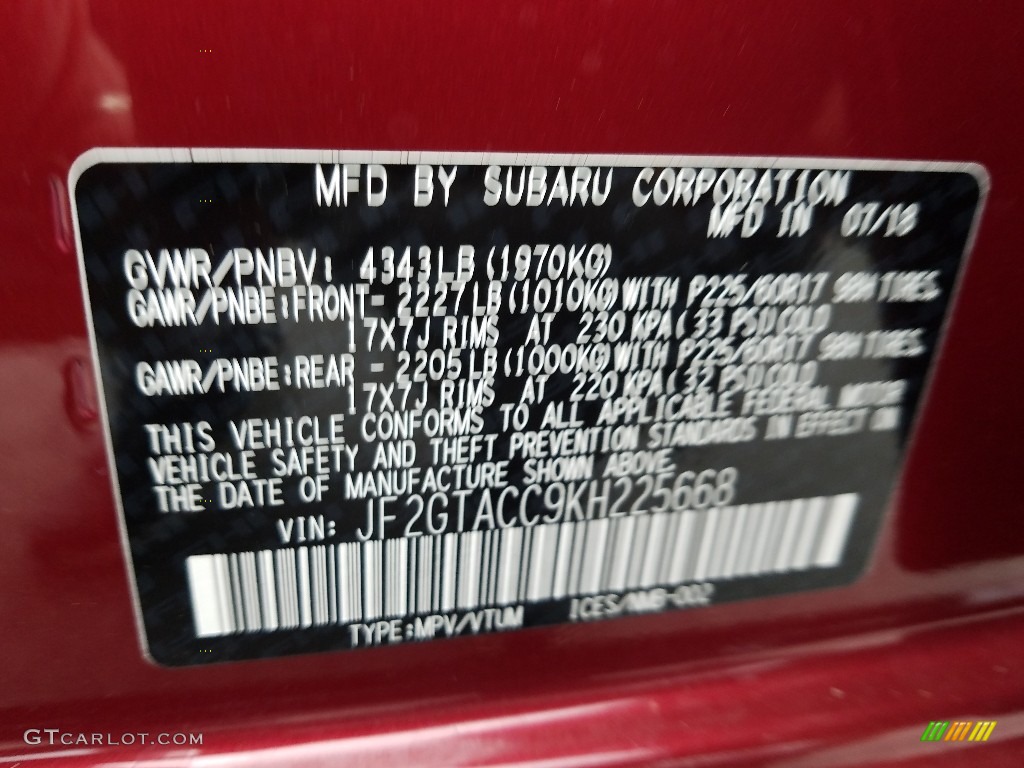 MFD BY SUBARU CORPORATION
MFD IN 07/18
GVWR/PNBV: 4343LB (1970KG)
GAWR/PNBE:FRONT- 2227LB(1010KG)WITH P225/60R17 98H TIRES,
17X7J RIMS AT 230 KPA( 33 PSI)COLD
GAWR/PNBE:REAR - 2205LB(1000KG)WITH P225/60R17 98H TIRES,
17X7J RIMS AT 220 KPA( 32 PSI)COLD
THIS VEHICLE CONFORMS TO ALL APPLICABLE FEDERAL MOTOR
VEHICLE SAFETY AND THEFT PREVENTION STANDARDS IN EFFECT ON
THE DATE OF MANUFACTURE SHOWN ABOVE.
VIN: JF2GTACC9KH225668
TYPE:MPV/VTUM ICES/NMB-002
GTCARLOT.COM